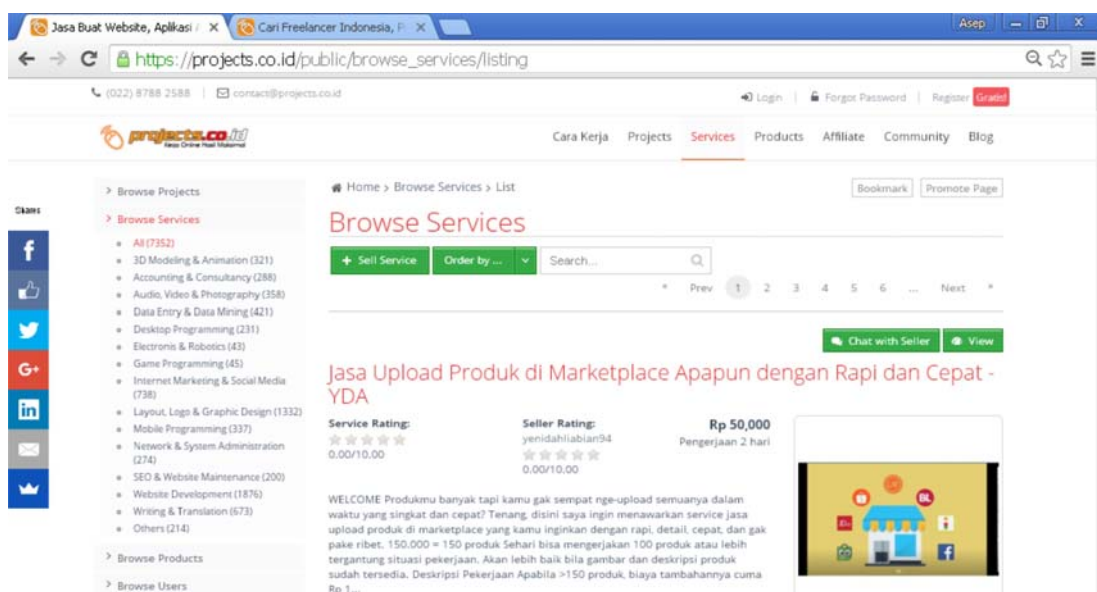 Jasa Buat Website, Aplikasi
Cari Freelancer Indonesia, P
Asep
https://projects.co.id/public/browse_services/listing
(022) 8788 2588 | contact@projects.co.id
Login | Forgot Password | Register Gratis!
projects.co.id
Kerja Online Hasil Maksimal
Cara Kerja Projects Services Products Affiliate Community Blog
Shares
> Browse Projects
> Browse Services
All (7352)
3D Modeling & Animation (321)
Accounting & Consultancy (288)
Audio, Video & Photography (358)
Data Entry & Data Mining (421)
Desktop Programming (231)
Electronis & Robotics (43)
Game Programming (45)
Internet Marketing & Social Media
(738)
Layout, Logo & Graphic Design (1332)
Mobile Programming (337)
Network & System Administration
(274)
SEO & Website Maintenance (200)
Website Development (1876)
Writing & Translation (673)
Others (214)
> Browse Products
> Browse Users
Home > Browse Services > List
Bookmark Promote Page
Browse Services
+ Sell Service Order by ... Search...
« Prev 1 2 3 4 5 6 ... Next »
Chat with Seller View
Jasa Upload Produk di Marketplace Apapun dengan Rapi dan Cepat -
YDA
Service Rating:
0.00/10.00
Seller Rating:
yenidahliabian94
0.00/10.00
Rp 50,000
Pengerjaan 2 hari
WELCOME Produkmu banyak tapi kamu gak sempat nge-upload semuanya dalam
waktu yang singkat dan cepat? Tenang, disini saya ingin menawarkan service jasa
upload produk di marketplace yang kamu inginkan dengan rapi, detail, cepat, dan gak
pake ribet. 150.000 = 150 produk Sehari bisa mengerjakan 100 produk atau lebih
tergantung situasi pekerjaan. Akan lebih baik bila gambar dan deskripsi produk
sudah tersedia. Deskripsi Pekerjaan Apabila >150 produk, biaya tambahannya cuma
Rp 1...
BL